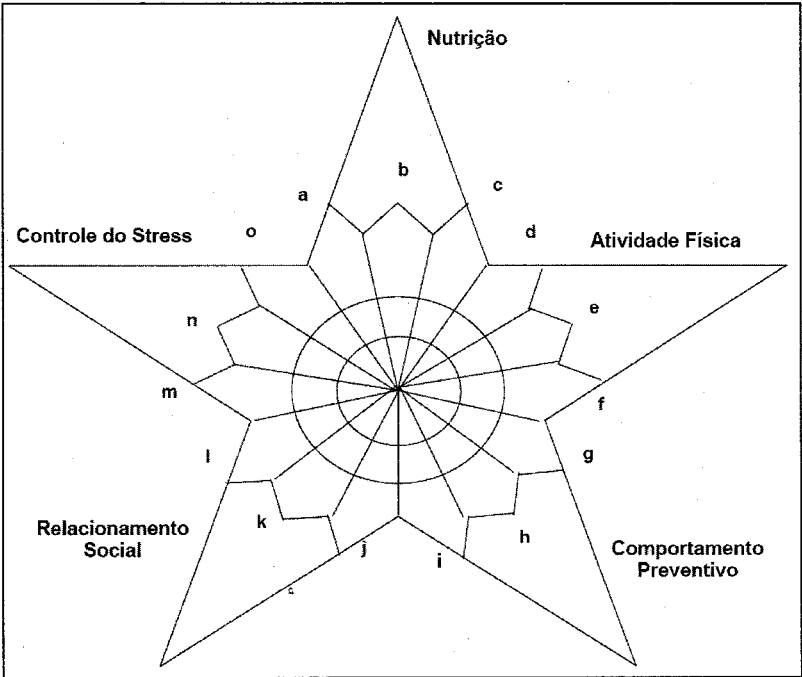 Nutrição
b
a
c
Controle do Stress
o
d
Atividade Física
n
e
m
f
l
g
Relacionamento
Social
k
j
i
h
Comportamento
Preventivo